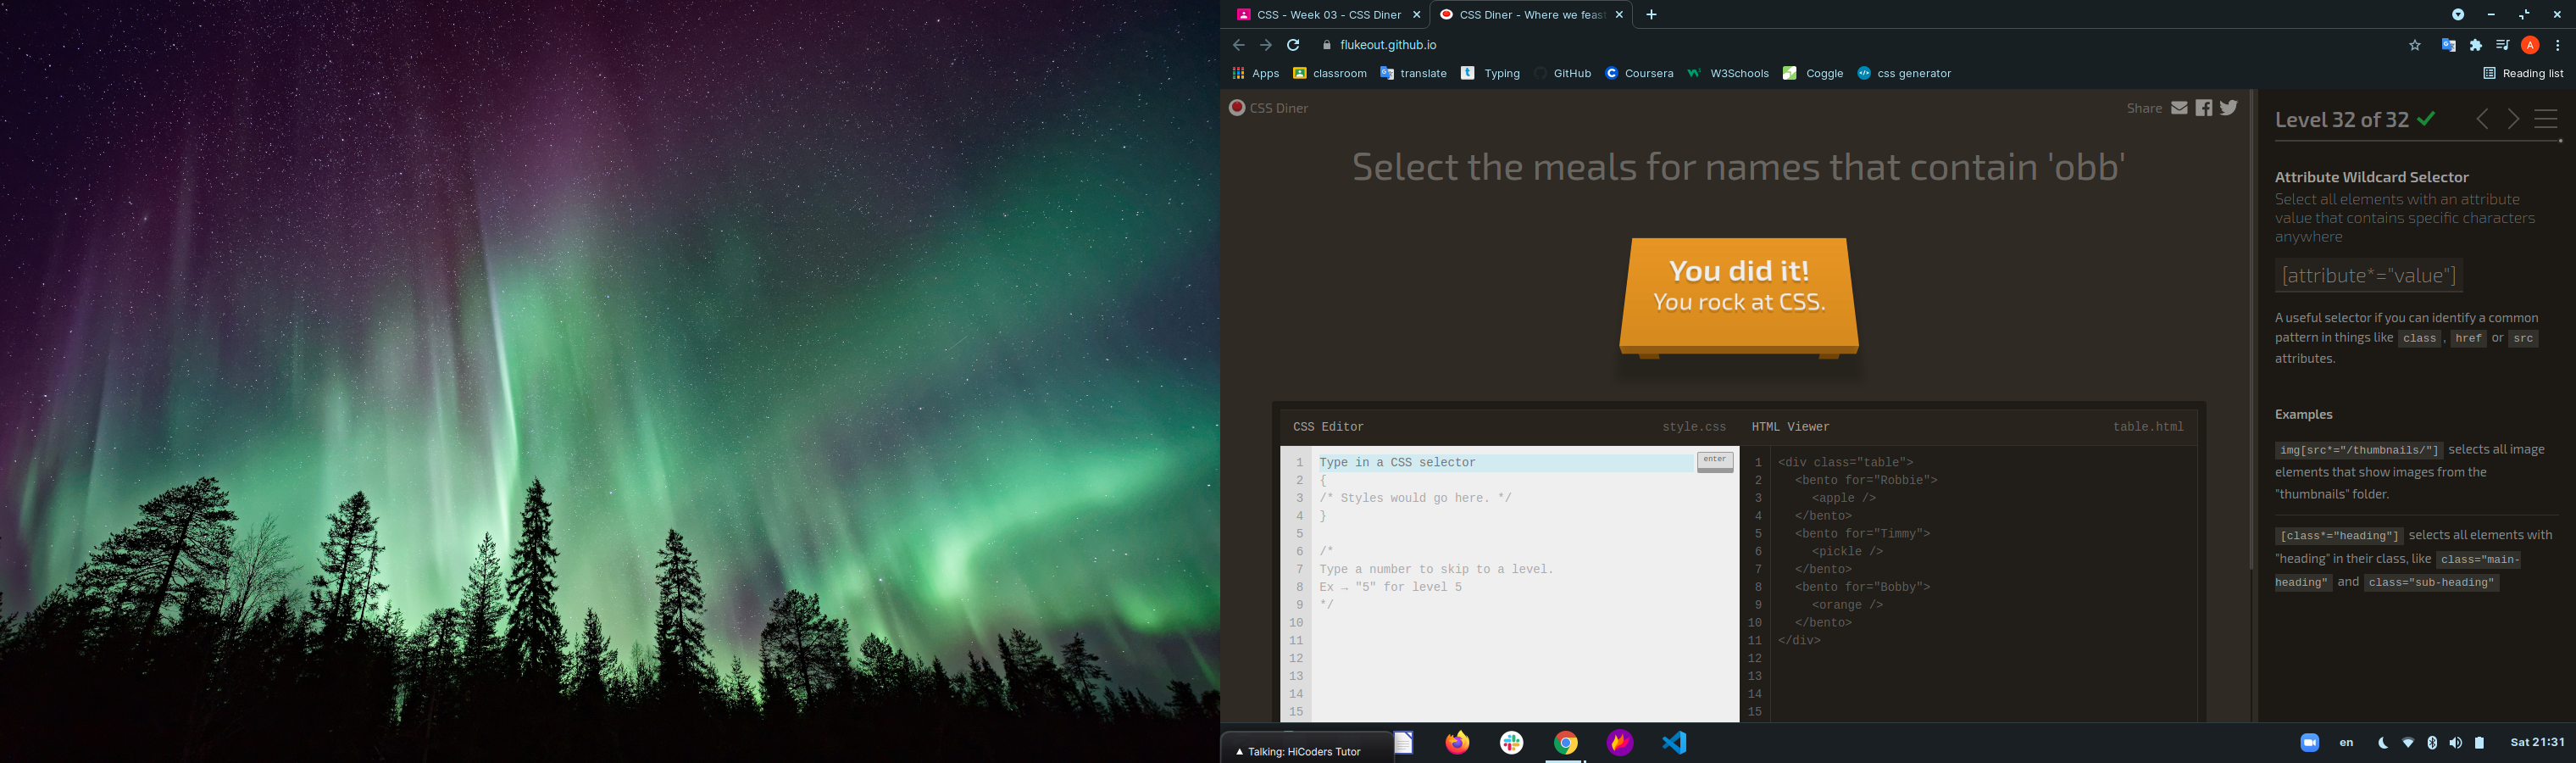 CSS - Week 03 - CSS Diner
CSS Diner - Where we feast
flukeout.github.io
A
Apps classroom translate Typing GitHub Coursera W3Schools Coggle css generator Reading list
CSS Diner
Share
Select the meals for names that contain 'obb'
You did it!
You rock at CSS.
CSS Editor style.css
1 Type in a CSS selector
enter
2 {
3 /* Styles would go here. */
4 }
5
6 /*
7 Type a number to skip to a level.
8 Ex → "5" for level 5
9 */
10
11
12
13
14
15
HTML Viewer table.html
1 <div class="table">
2 <bento for="Robbie">
3 <apple />
4 </bento>
5 <bento for="Timmy">
6 <pickle />
7 </bento>
8 <bento for="Bobby">
9 <orange />
10 </bento>
11 </div>
12
13
14
15
Level 32 of 32
Attribute Wildcard Selector
Select all elements with an attribute
value that contains specific characters
anywhere
[attribute*="value"]
A useful selector if you can identify a common
pattern in things like class , href or src
attributes.
Examples
img[src*="/thumbnails/"] selects all image
elements that show images from the
"thumbnails" folder.
[class*="heading"] selects all elements with
"heading" in their class, like class="main-
heading" and class="sub-heading"
▲ Talking: HiCoders Tutor
en
Sat 21:31